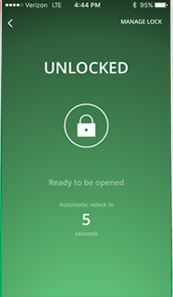 Verizon LTE 4:44 PM 95%
MANAGE LOCK
UNLOCKED
Ready to be opened
Automatic relock in
5
seconds